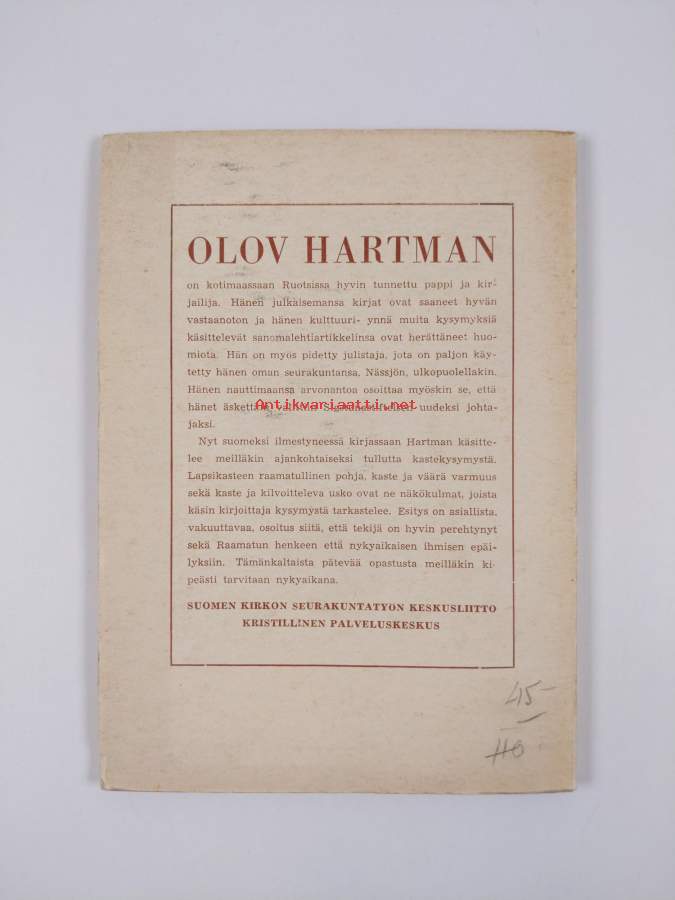 OLOV HARTMAN
on kotimaassaan Ruotsissa hyvin tunnettu pappi ja kir-
jailija. Hänen julkaisemansa kirjat ovat saaneet hyvän
vastaanoton ja hänen kulttuuri- ynnä muita kysymyksiä
käsittelevät sanomalehtiartikkelinsa ovat herättäneet huo-
miota. Hän on myös pidetty julistaja, jota on paljon käy-
tetty hänen oman seurakuntansa, Nässjön, ulkopuolellakin.
Hänen nauttimaansa arvonantoa osoittaa myöskin se, että
Antikvariaatti.net
hänet äskettäin valittiin Sigtunastiftelsen uudeksi johta-
jaksi.
Nyt suomeksi ilmestyneessä kirjassaan Hartman käsitte-
lee meilläkin ajankohtaiseksi tullutta kastekysymystä.
Lapsikasteen raamatullinen pohja, kaste ja väärä varmuus
sekä kaste ja kilvoitteleva usko ovat ne näkökulmat, joista
käsin kirjoittaja kysymystä tarkastelee. Esitys on asiallista,
vakuuttavaa, osoitus siitä, että tekijä on hyvin perehtynyt
sekä Raamatun henkeen että nykyaikaisen ihmisen epäi-
lyksiin. Tämänkaltaista pätevää opastusta meilläkin ki-
peästi tarvitaan nykyaikana.
SUOMEN KIRKON SEURAKUNTATYÖN KESKUSLIITTO
KRISTILLINEN PALVELUSKESKUS
45-